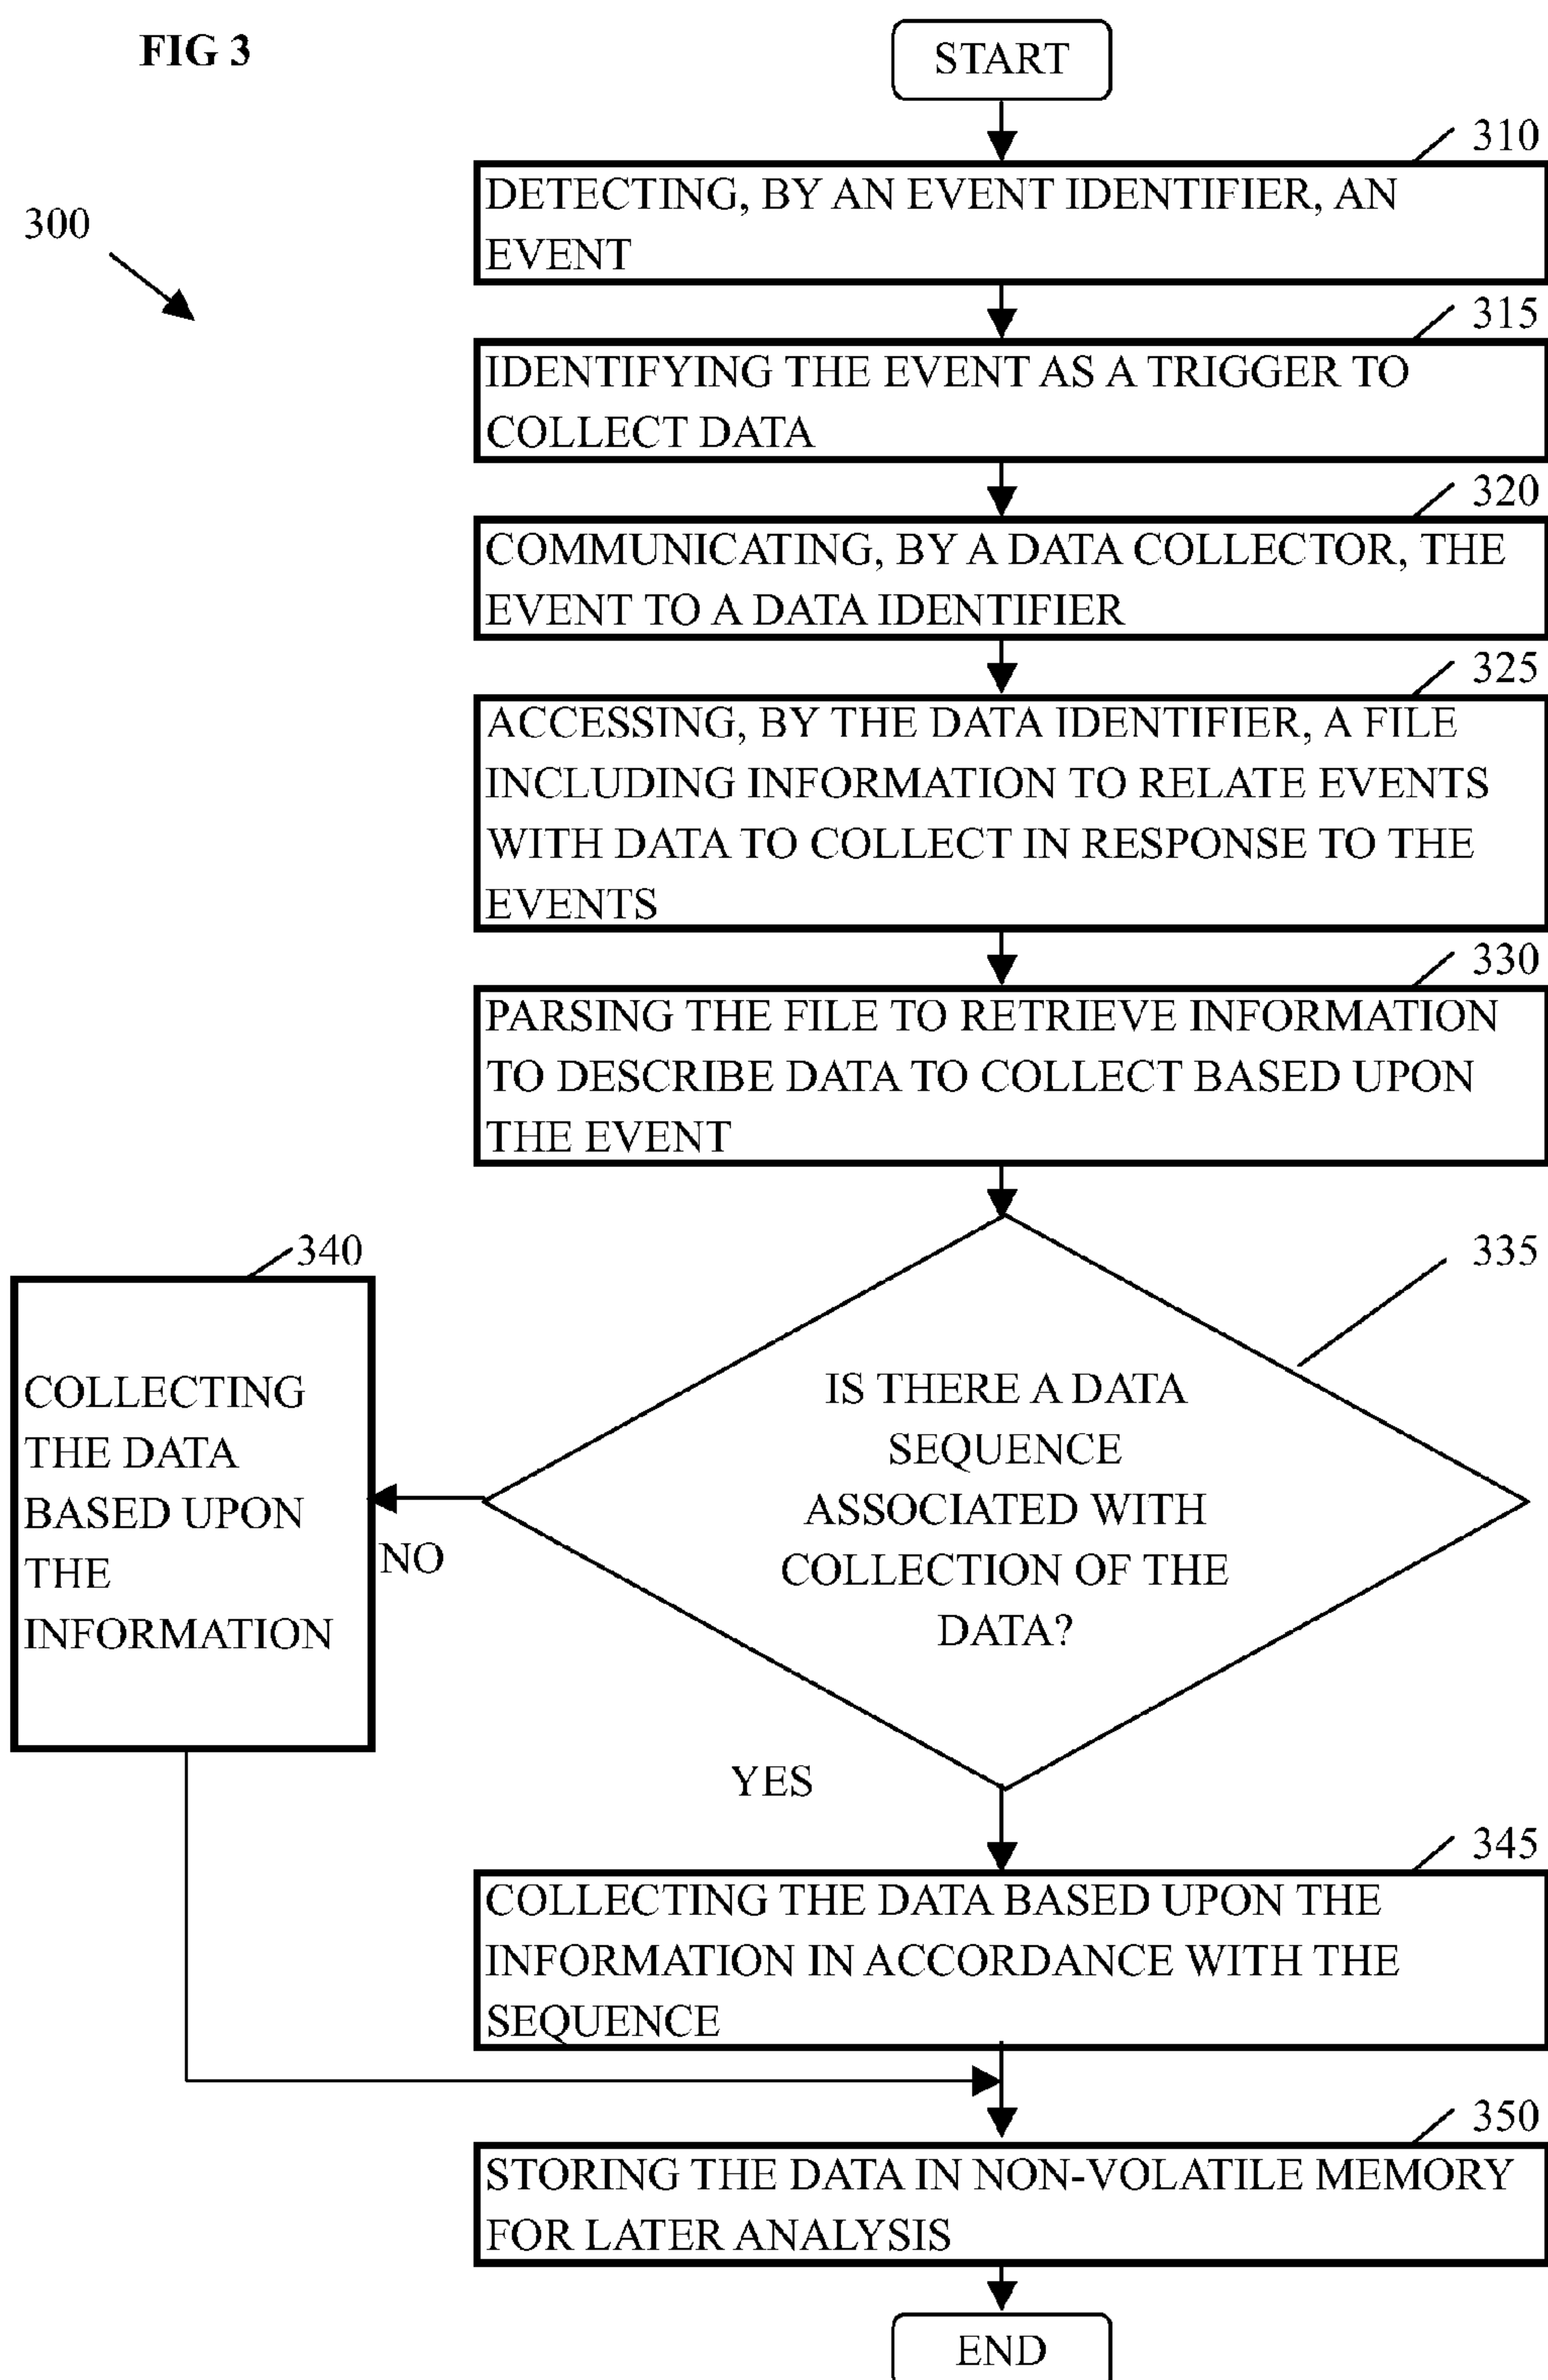 FIG 3
START
310
DETECTING, BY AN EVENT IDENTIFIER, AN
EVENT
300
315
IDENTIFYING THE EVENT AS A TRIGGER TO
COLLECT DATA
320
COMMUNICATING, BY A DATA COLLECTOR, THE
EVENT TO A DATA IDENTIFIER
325
ACCESSING, BY THE DATA IDENTIFIER, A FILE
INCLUDING INFORMATION TO RELATE EVENTS
WITH DATA TO COLLECT IN RESPONSE TO THE
EVENTS
330
PARSING THE FILE TO RETRIEVE INFORMATION
TO DESCRIBE DATA TO COLLECT BASED UPON
THE EVENT
335
IS THERE A DATA
SEQUENCE
ASSOCIATED WITH
COLLECTION OF THE
DATA?
340
COLLECTING
THE DATA
BASED UPON
THE
INFORMATION
NO
YES
345
COLLECTING THE DATA BASED UPON THE
INFORMATION IN ACCORDANCE WITH THE
SEQUENCE
350
STORING THE DATA IN NON-VOLATILE MEMORY
FOR LATER ANALYSIS
END